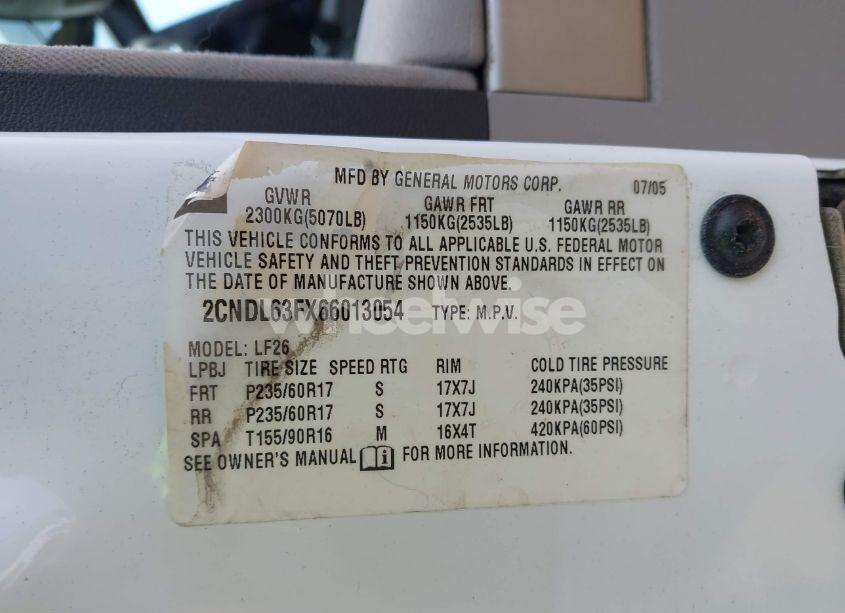 MFD BY GENERAL MOTORS CORP. 07/05
GVWR GAWR FRT GAWR RR
2300KG(5070LB) 1150KG(2535LB) 1150KG(2535LB)
THIS VEHICLE CONFORMS TO ALL APPLICABLE U.S. FEDERAL MOTOR
VEHICLE SAFETY AND THEFT PREVENTION STANDARDS IN EFFECT ON
THE DATE OF MANUFACTURE SHOWN ABOVE.
2CNDL63FX66013054 TYPE: M.P.V.
wheelwise
MODEL: LF26
LPBJ TIRE SIZE SPEED RTG RIM COLD TIRE PRESSURE
FRT P235/60R17 S 17X7J 240KPA(35PSI)
RR P235/60R17 S 17X7J 240KPA(35PSI)
SPA T155/90R16 M 16X4T 420KPA(60PSI)
SEE OWNER'S MANUAL i FOR MORE INFORMATION.